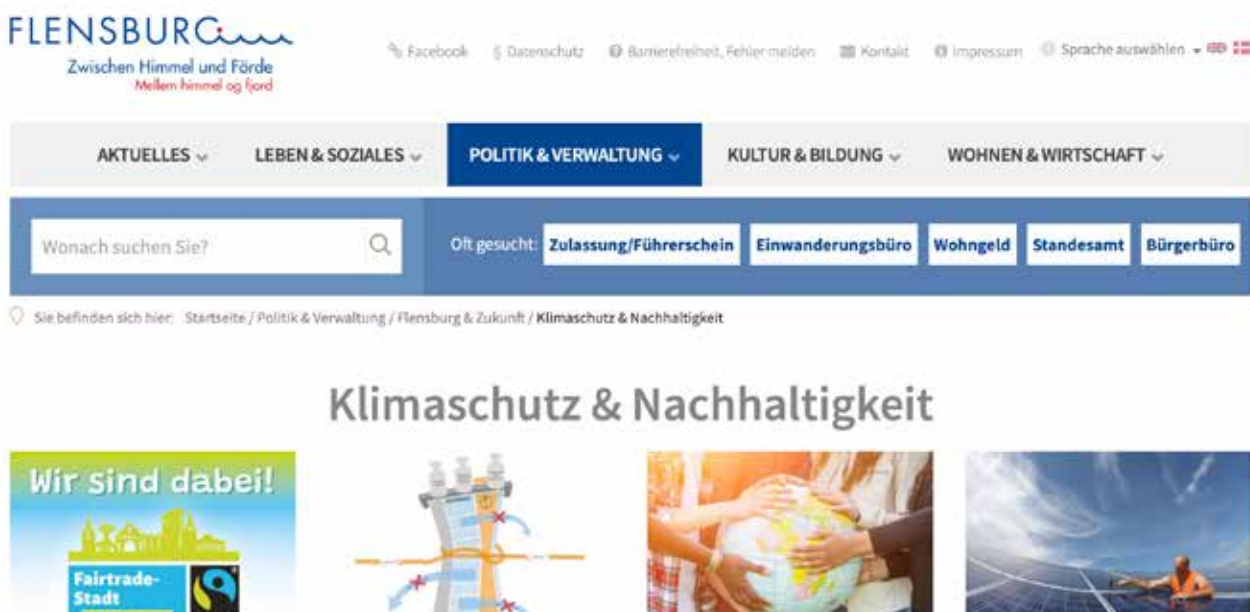 FLENSBURG
Zwischen Himmel und Förde
Mellem himmel og fjord
Facebook § Datenschutz Barrierefreiheit, Fehler melden Kontakt Impressum Sprache auswählen
AKTUELLES LEBEN & SOZIALES POLITIK & VERWALTUNG KULTUR & BILDUNG WOHNEN & WIRTSCHAFT
Wonach suchen Sie? Oft gesucht: Zulassung/Führerschein Einwanderungsbüro Wohngeld Standesamt Bürgerbüro
Sie befinden sich hier: Startseite / Politik & Verwaltung / Flensburg & Zukunft / Klimaschutz & Nachhaltigkeit
Klimaschutz & Nachhaltigkeit
Wir sind dabei!
Fairtrade-
Stadt